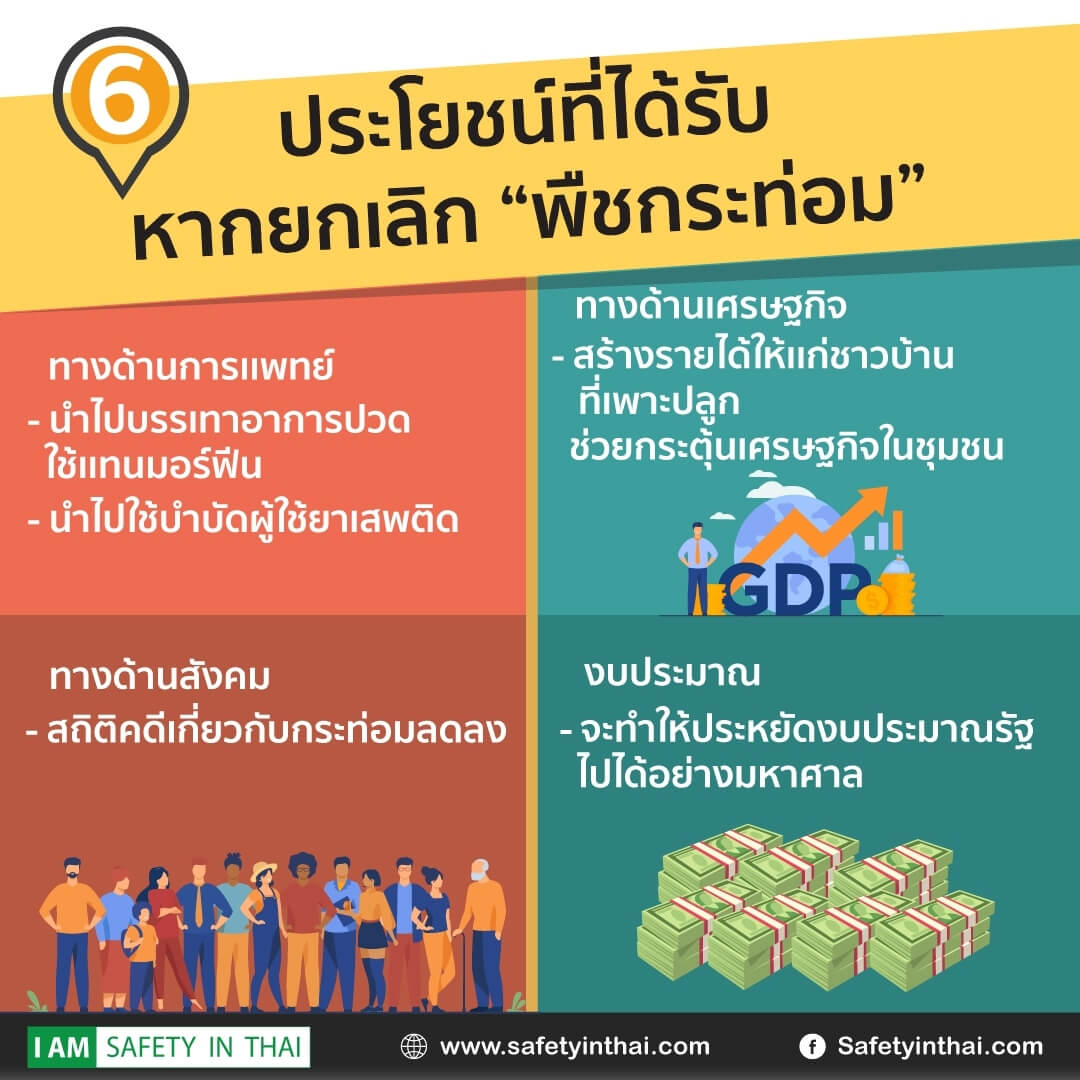 6
ประโยชน์ที่ได้รับ
หากยกเลิก “พืชกระท่อม”
ทางด้านการแพทย์
- นำไปบรรเทาอาการปวด
ใช้แทนมอร์ฟีน
- นำไปใช้บำบัดผู้ใช้ยาเสพติด
ทางด้านเศรษฐกิจ
- สร้างรายได้ให้แก่ชาวบ้าน
ที่เพาะปลูก
ช่วยกระตุ้นเศรษฐกิจในชุมชน
GDP
ทางด้านสังคม
- สถิติคดีเกี่ยวกับกระท่อมลดลง
งบประมาณ
- จะทำให้ประหยัดงบประมาณรัฐ
ไปได้อย่างมหาศาล
I AM SAFETY IN THAI
www.safetyinthai.com
Safetyinthai.com